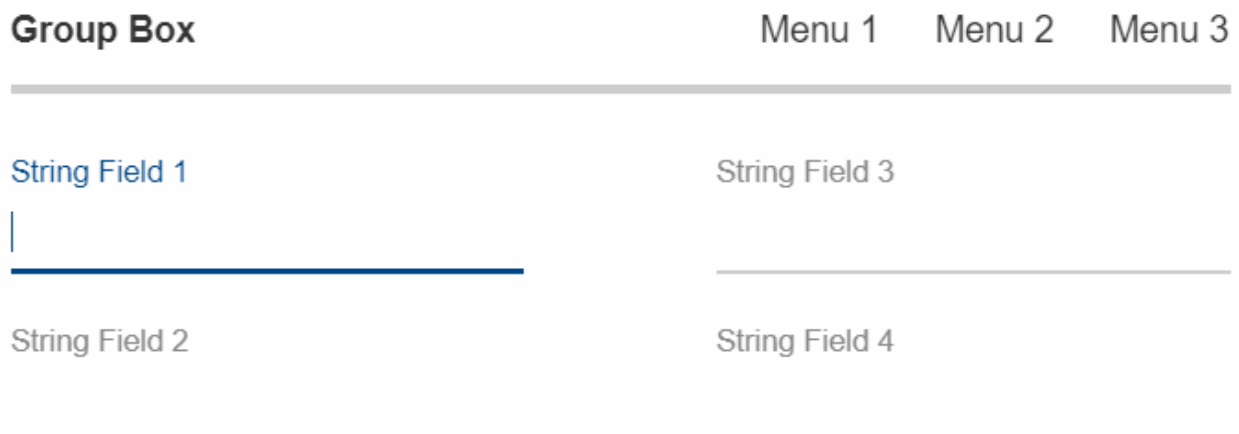 Group Box Menu 1 Menu 2 Menu 3
String Field 1 String Field 3
String Field 2 String Field 4